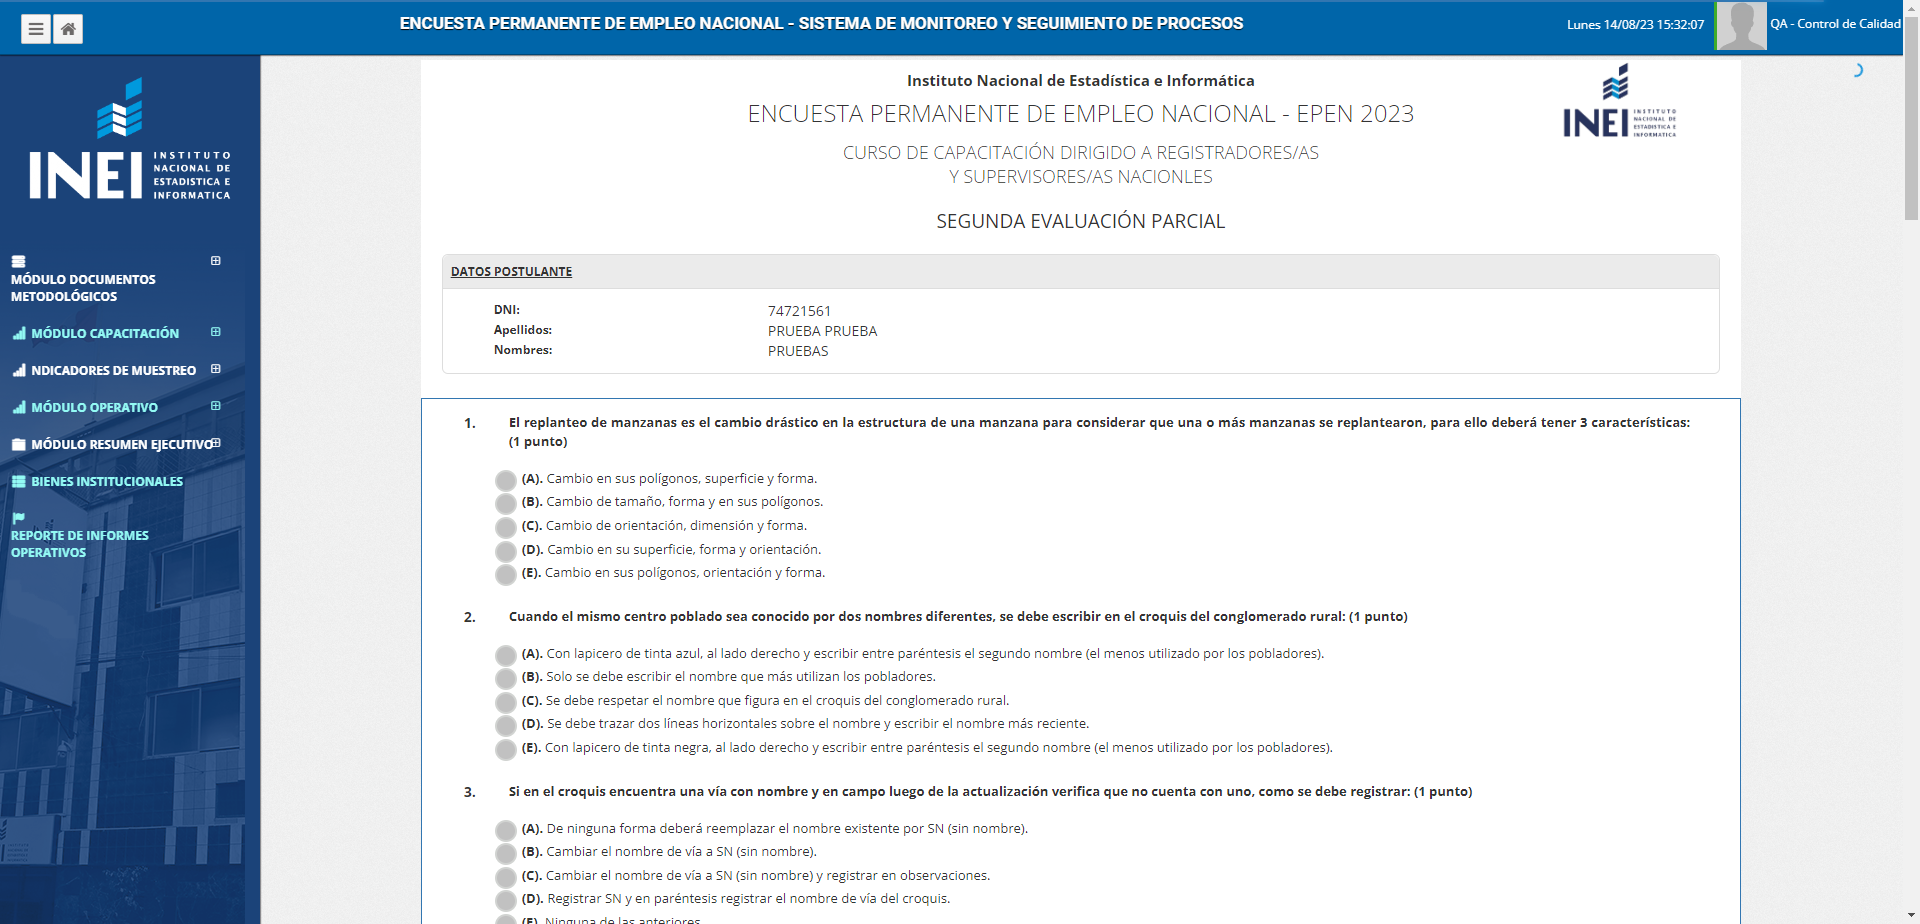 ENCUESTA PERMANENTE DE EMPLEO NACIONAL - SISTEMA DE MONITOREO Y SEGUIMIENTO DE PROCESOS
Lunes 14/08/23 15:32:07
QA - Control de Calidad
INEI
INSTITUTO
NACIONAL DE
ESTADISTICA E
INFORMATICA
MÓDULO DOCUMENTOS
METODOLÓGICOS
MÓDULO CAPACITACIÓN
NDICADORES DE MUESTREO
MÓDULO OPERATIVO
MÓDULO RESUMEN EJECUTIVO
BIENES INSTITUCIONALES
REPORTE DE INFORMES
OPERATIVOS
Instituto Nacional de Estadística e Informática
ENCUESTA PERMANENTE DE EMPLEO NACIONAL - EPEN 2023
CURSO DE CAPACITACIÓN DIRIGIDO A REGISTRADORES/AS
Y SUPERVISORES/AS NACIONLES
SEGUNDA EVALUACIÓN PARCIAL
INEI
INSTITUTO
NACIONAL DE
ESTADISTICA E
INFORMATICA
DATOS POSTULANTE
DNI: 74721561
Apellidos: PRUEBA PRUEBA
Nombres: PRUEBAS
1. El replanteo de manzanas es el cambio drástico en la estructura de una manzana para considerar que una o más manzanas se replantearon, para ello deberá tener 3 características:
(1 punto)
(A). Cambio en sus polígonos, superficie y forma.
(B). Cambio de tamaño, forma y en sus polígonos.
(C). Cambio de orientación, dimensión y forma.
(D). Cambio en su superficie, forma y orientación.
(E). Cambio en sus polígonos, orientación y forma.
2. Cuando el mismo centro poblado sea conocido por dos nombres diferentes, se debe escribir en el croquis del conglomerado rural: (1 punto)
(A). Con lapicero de tinta azul, al lado derecho y escribir entre paréntesis el segundo nombre (el menos utilizado por los pobladores).
(B). Solo se debe escribir el nombre que más utilizan los pobladores.
(C). Se debe respetar el nombre que figura en el croquis del conglomerado rural.
(D). Se debe trazar dos líneas horizontales sobre el nombre y escribir el nombre más reciente.
(E). Con lapicero de tinta negra, al lado derecho y escribir entre paréntesis el segundo nombre (el menos utilizado por los pobladores).
3. Si en el croquis encuentra una vía con nombre y en campo luego de la actualización verifica que no cuenta con uno, como se debe registrar: (1 punto)
(A). De ninguna forma deberá reemplazar el nombre existente por SN (sin nombre).
(B). Cambiar el nombre de vía a SN (sin nombre).
(C). Cambiar el nombre de vía a SN (sin nombre) y registrar en observaciones.
(D). Registrar SN y en paréntesis registrar el nombre de vía del croquis.
(E). Ninguna de las anteriores.